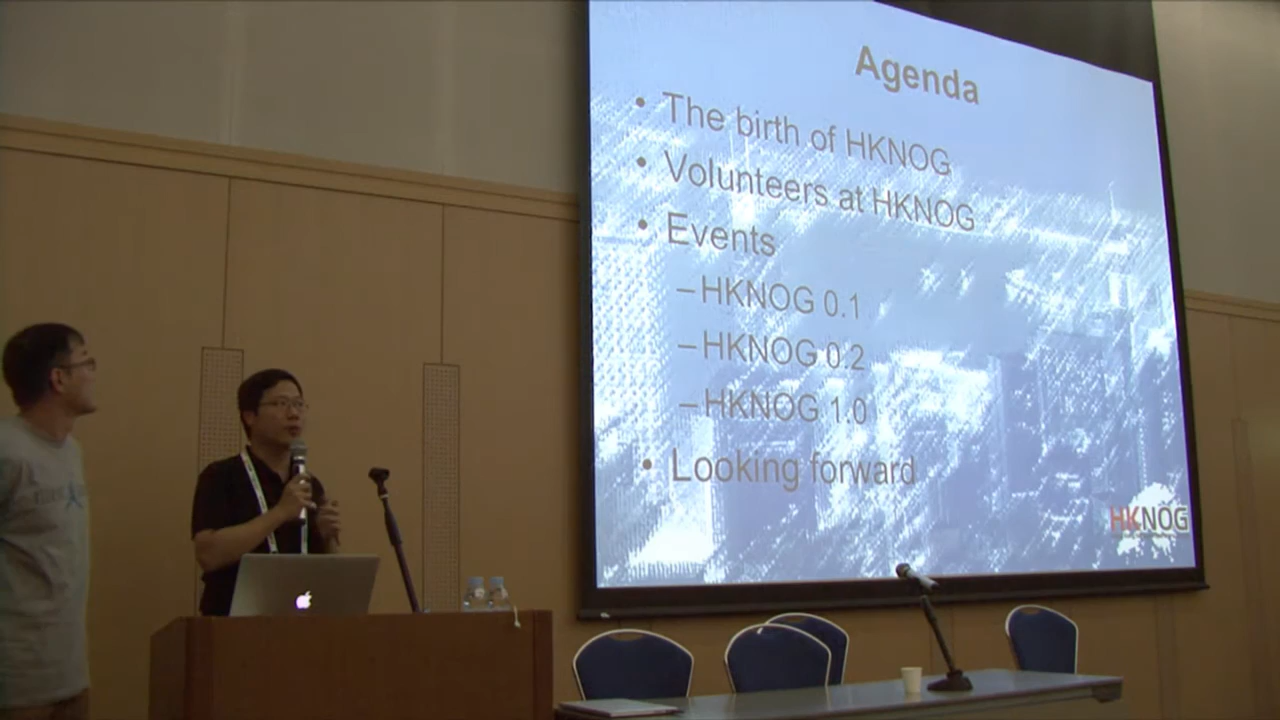 Agenda
• The birth of HKNOG
• Volunteers at HKNOG
• Events
– HKNOG 0.1
– HKNOG 0.2
– HKNOG 1.0
• Looking forward
HKNOG